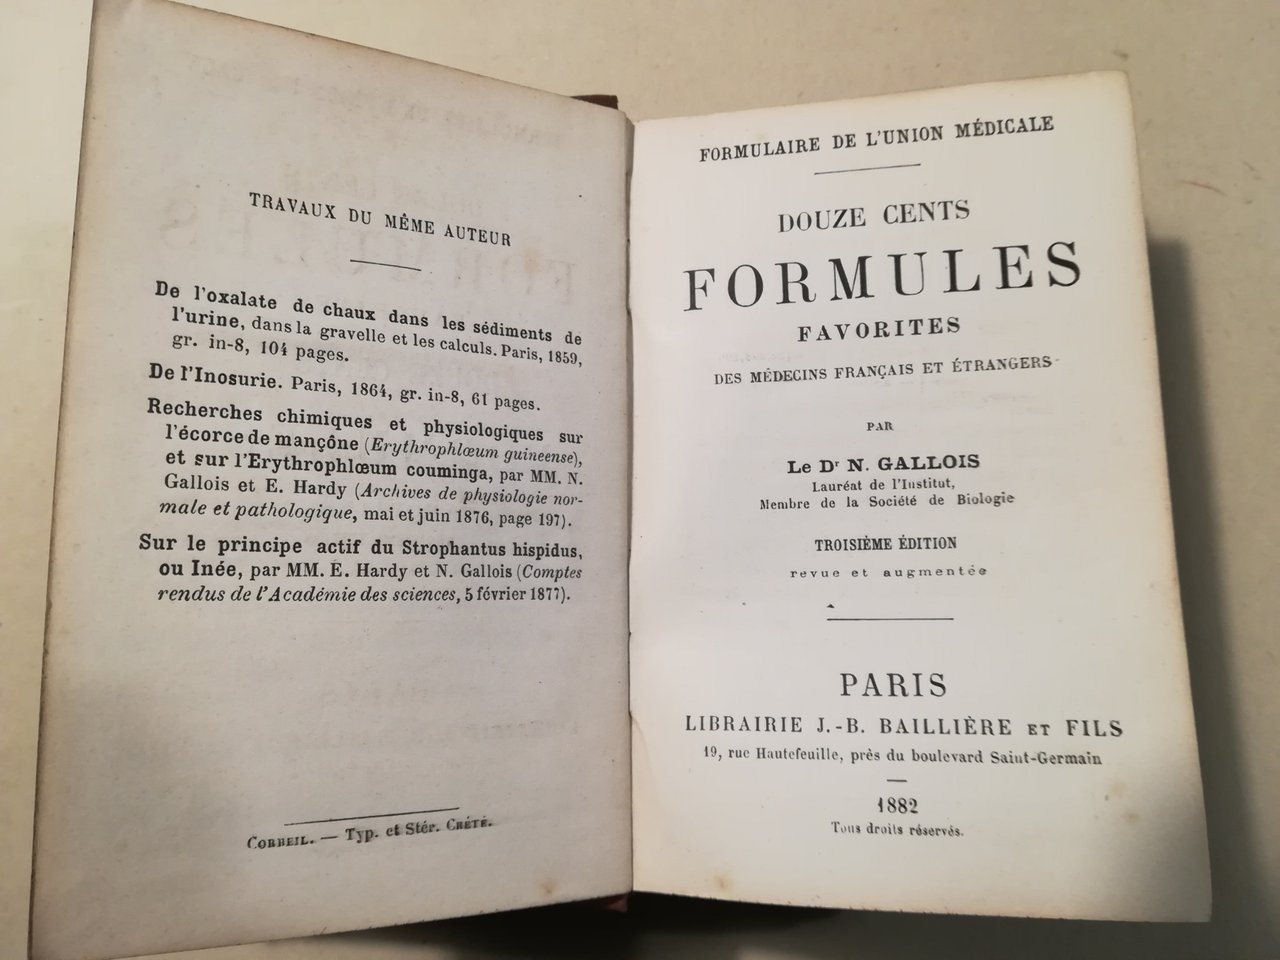 TRAVAUX DU MÊME AUTEUR
De l'oxalate de chaux dans les sédiments de
l'urine, dans la gravelle et les calculs. Paris, 1859,
gr. in-8, 104 pages.
De l'Inosurie. Paris, 1864, gr. in-8, 61 pages.
Recherches chimiques et physiologiques sur
l'écorce de mançône (Erythrophlœum guineense),
et sur l'Erythrophlœum couminga, par MM. N.
Gallois et E. Hardy (Archives de physiologie nor-
male et pathologique, mai et juin 1876, page 197).
Sur le principe actif du Strophantus hispidus,
ou Inée, par MM. E. Hardy et N. Gallois (Comptes
rendus de l'Académie des sciences, 5 février 1877).
CORBEIL. — Typ. et Stér. CRÉTÉ.
FORMULAIRE DE L'UNION MÉDICALE
DOUZE CENTS
FORMULES
FAVORITES
DES MÉDECINS FRANÇAIS ET ÉTRANGERS
PAR
Le Dr N. GALLOIS
Lauréat de l'Institut,
Membre de la Société de Biologie
TROISIÈME ÉDITION
revue et augmentée
PARIS
LIBRAIRIE J.-B. BAILLIÈRE ET FILS
19, rue Hautefeuille, près du boulevard Saint-Germain
1882
Tous droits réservés.